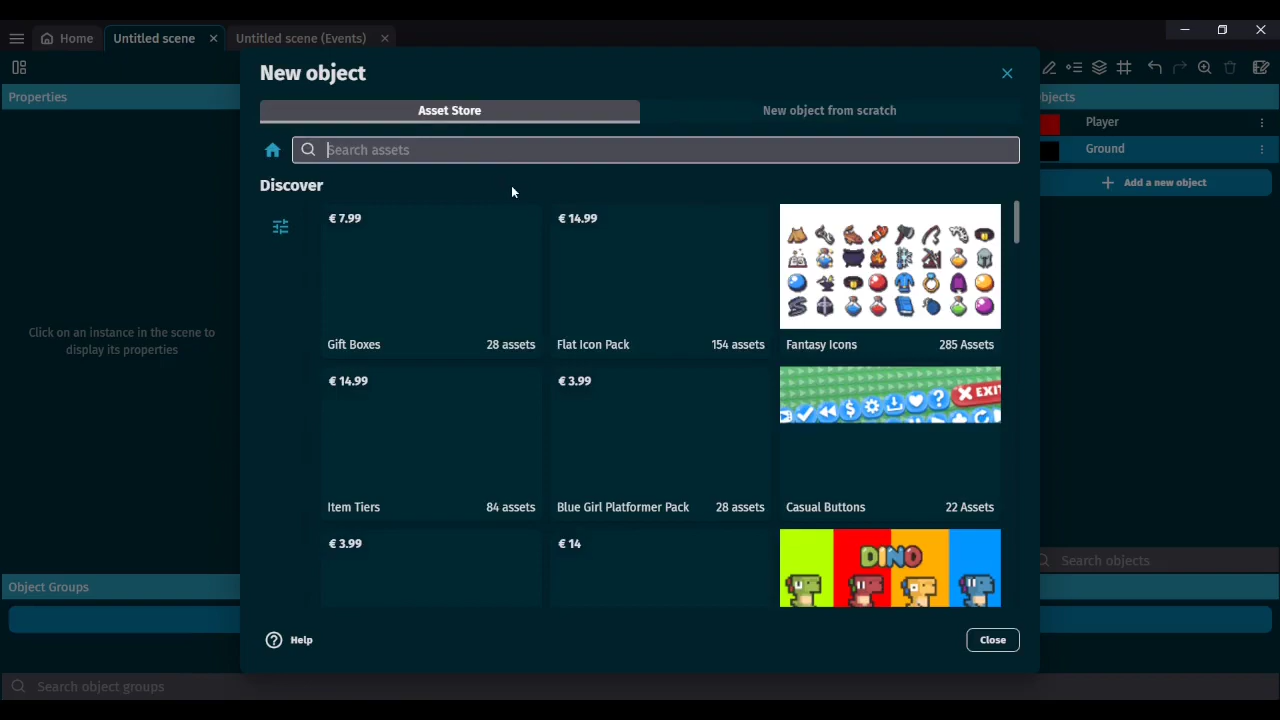 Home
Untitled scene
Untitled scene (Events)
New object
Properties
Asset Store
New object from scratch
bjects
Player
Search assets
Ground
Discover
Add a new object
€ 7.99
€ 14.99
Click on an instance in the scene to
display its properties
Gift Boxes
28 assets
Flat Icon Pack
154 assets
Fantasy Icons
285 Assets
€ 14.99
€ 3.99
EXIT
Item Tiers
84 assets
Blue Girl Platformer Pack
28 assets
Casual Buttons
22 Assets
€ 3.99
€ 14
DINO
Search objects
Object Groups
Help
Close
Search object groups